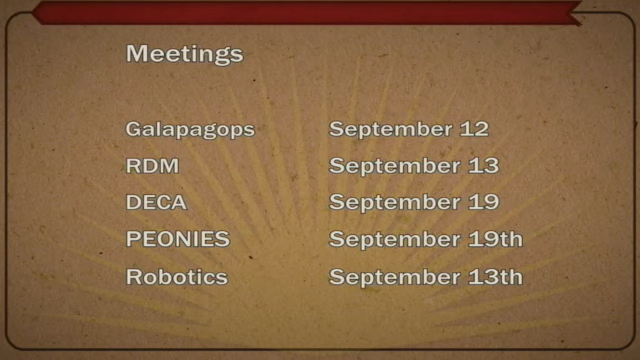 Meetings
Galapagops September 12
RDM September 13
DECA September 19
PEONIES September 19th
Robotics September 13th